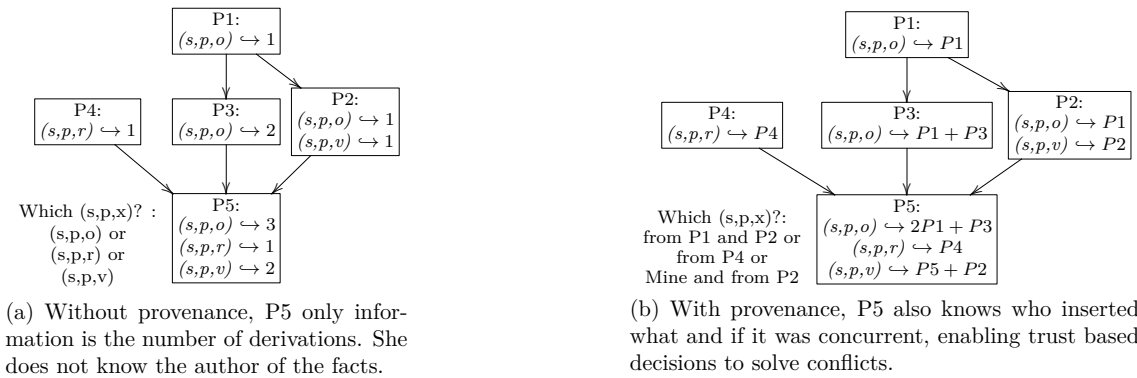 P1:
(s,p,o) ↪ 1
P4:
(s,p,r) ↪ 1
P3:
(s,p,o) ↪ 2
P2:
(s,p,o) ↪ 1
(s,p,v) ↪ 1
Which (s,p,x)? :
(s,p,o) or
(s,p,r) or
(s,p,v)
P5:
(s,p,o) ↪ 3
(s,p,r) ↪ 1
(s,p,v) ↪ 2
(a) Without provenance, P5 only infor-
mation is the number of derivations. She
does not know the author of the facts.
P1:
(s,p,o) ↪ P1
P4:
(s,p,r) ↪ P4
P3:
(s,p,o) ↪ P1 + P3
P2:
(s,p,o) ↪ P1
(s,p,v) ↪ P2
Which (s,p,x)?:
from P1 and P2 or
from P4 or
Mine and from P2
P5:
(s,p,o) ↪ 2P1 + P3
(s,p,r) ↪ P4
(s,p,v) ↪ P5 + P2
(b) With provenance, P5 also knows who inserted
what and if it was concurrent, enabling trust based
decisions to solve conflicts.